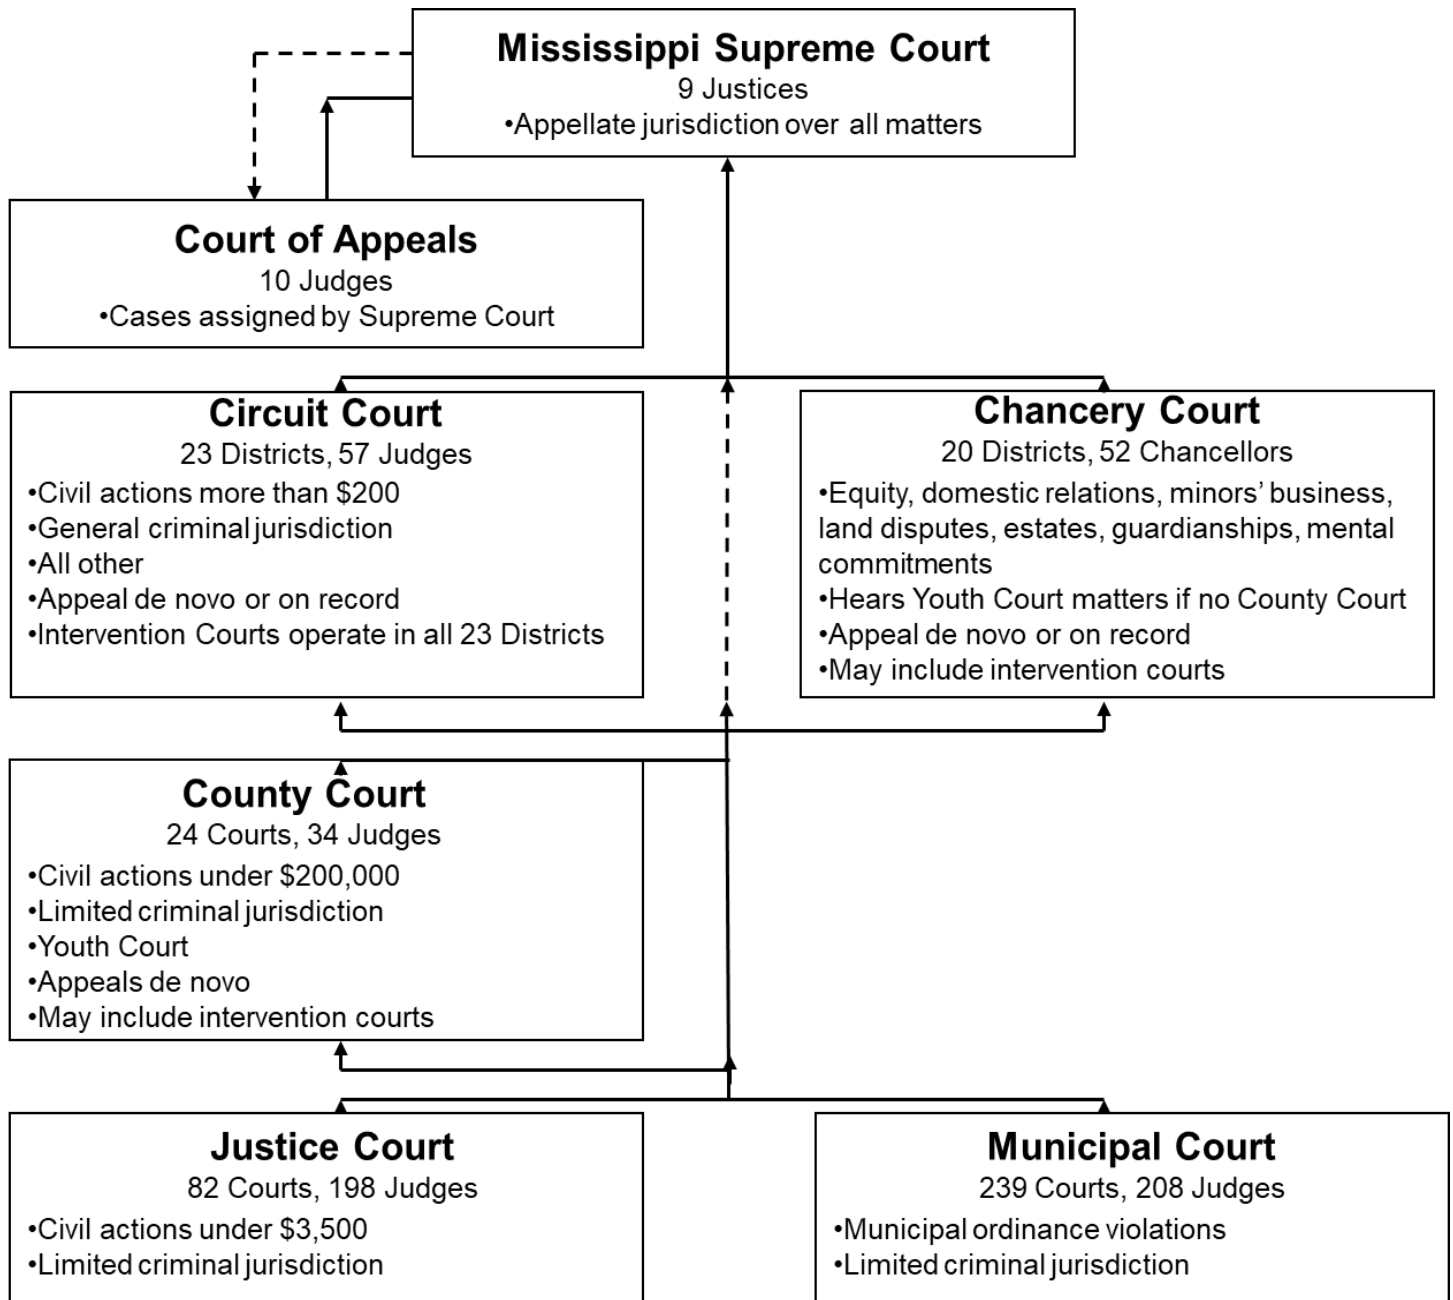 Mississippi Supreme Court
9 Justices
•Appellate jurisdiction over all matters
Court of Appeals
10 Judges
•Cases assigned by Supreme Court
Circuit Court
23 Districts, 57 Judges
•Civil actions more than $200
•General criminal jurisdiction
•All other
•Appeal de novo or on record
•Intervention Courts operate in all 23 Districts
Chancery Court
20 Districts, 52 Chancellors
•Equity, domestic relations, minors’ business,
land disputes, estates, guardianships, mental
commitments
•Hears Youth Court matters if no County Court
•Appeal de novo or on record
•May include intervention courts
County Court
24 Courts, 34 Judges
•Civil actions under $200,000
•Limited criminal jurisdiction
•Youth Court
•Appeals de novo
•May include intervention courts
Justice Court
82 Courts, 198 Judges
•Civil actions under $3,500
•Limited criminal jurisdiction
Municipal Court
239 Courts, 208 Judges
•Municipal ordinance violations
•Limited criminal jurisdiction